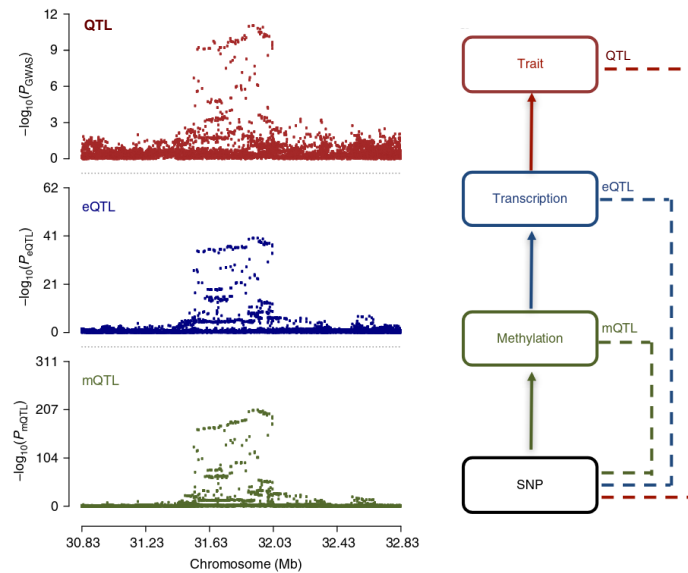 QTL
−log10(PGWAS)
12
9
6
3
0
eQTL
−log10(PeQTL)
62
41
21
0
mQTL
−log10(PmQTL)
311
207
104
0
30.83 31.23 31.63 32.03 32.43 32.83
Chromosome (Mb)
Trait
QTL
Transcription
eQTL
Methylation
mQTL
SNP